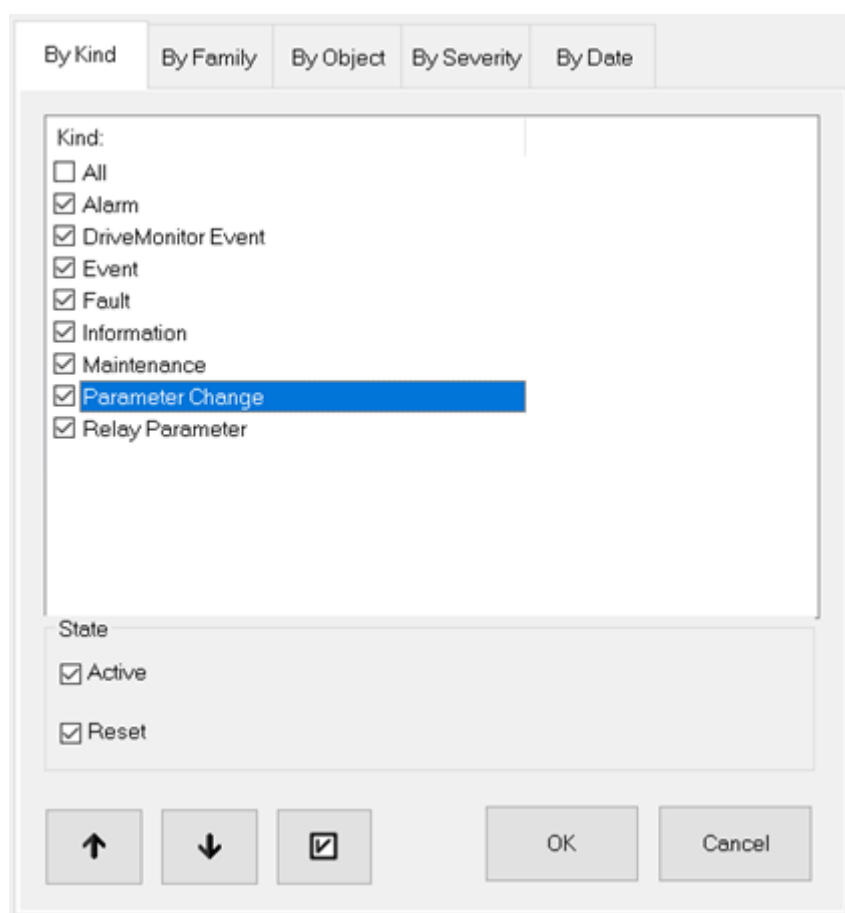 By Kind By Family By Object By Severity By Date
Kind:
All
Alarm
DriveMonitor Event
Event
Fault
Information
Maintenance
Parameter Change
Relay Parameter
State
Active
Reset
OK Cancel